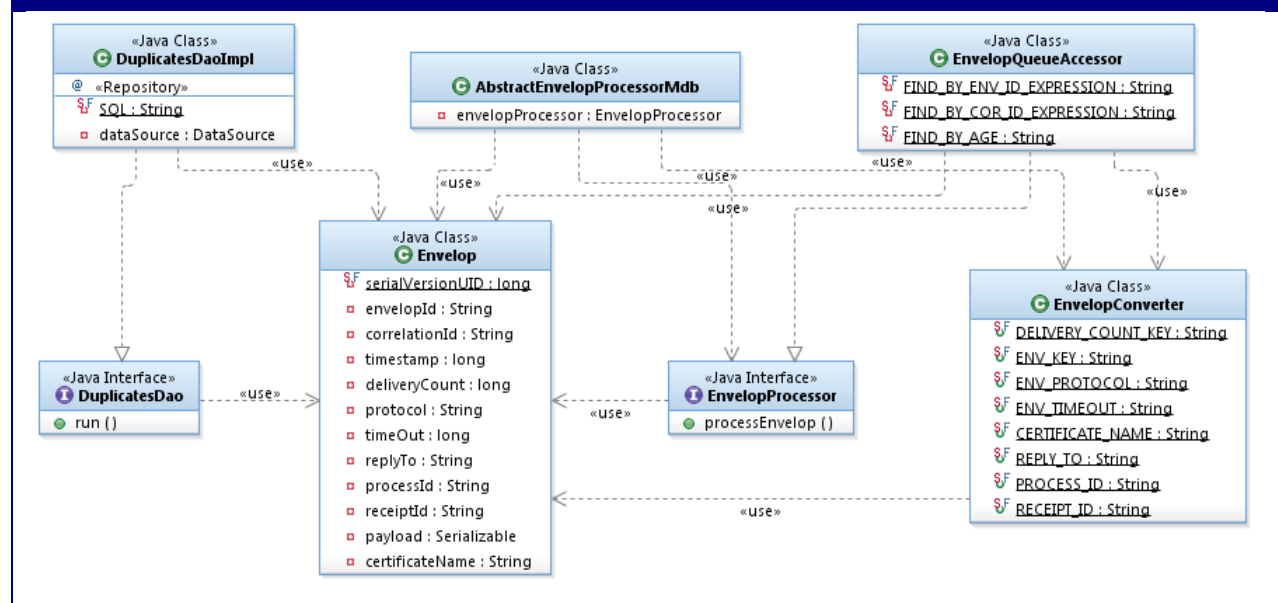 «Java Class»
DuplicatesDaoImpl
@ «Repository»
SQL : String
dataSource : DataSource
«Java Class»
AbstractEnvelopProcessorMdb
envelopProcessor : EnvelopProcessor
«Java Class»
EnvelopQueueAccessor
FIND_BY_ENV_ID_EXPRESSION : String
FIND_BY_COR_ID_EXPRESSION : String
FIND_BY_AGE : String
«use»
«use»
«use»
«use»
«use»
«use»
«Java Class»
Envelop
serialVersionUID : long
envelopId : String
correlationId : String
timestamp : long
deliveryCount : long
protocol : String
timeOut : long
replyTo : String
processId : String
receiptId : String
payload : Serializable
certificateName : String
«Java Interface»
DuplicatesDao
run ()
«use»
«Java Interface»
EnvelopProcessor
processEnvelop ()
«use»
«Java Class»
EnvelopConverter
DELIVERY_COUNT_KEY : String
ENV_KEY : String
ENV_PROTOCOL : String
ENV_TIMEOUT : String
CERTIFICATE_NAME : String
REPLY_TO : String
PROCESS_ID : String
RECEIPT_ID : String
«use»